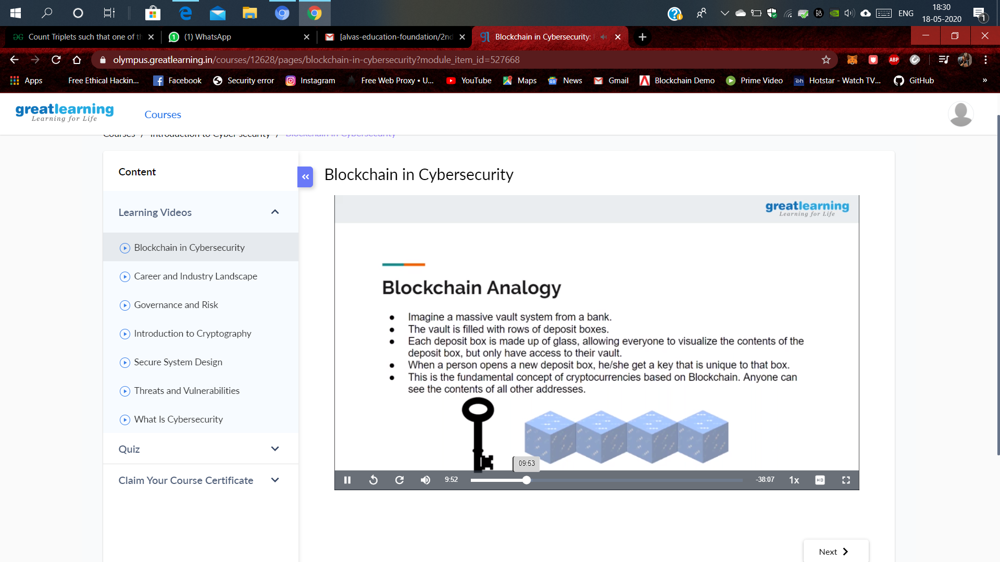 ENG
18:30
18-05-2020
1
Count Triplets such that one of th
1
(1) WhatsApp
[alvas-education-foundation/2nd
Blockchain in Cybersecurity:
olympus.greatlearning.in/courses/12628/pages/blockchain-in-cybersecurity?module_item_id=527668
ABP
Apps
Free Ethical Hackin...
Facebook
Security error
Instagram
Free Web Proxy • U...
YouTube
Maps
News
Gmail
Blockchain Demo
Prime Video
Hotstar - Watch TV...
GitHub
»
greatlearning
Learning for Life
Courses
Courses / Introduction to Cyber security / Blockchain in Cybersecurity
Content
Learning Videos
Blockchain in Cybersecurity
Career and Industry Landscape
Governance and Risk
Introduction to Cryptography
Secure System Design
Threats and Vulnerabilities
What Is Cybersecurity
Quiz
Claim Your Course Certificate
Blockchain in Cybersecurity
greatlearning
Learning for Life
Blockchain Analogy
• Imagine a massive vault system from a bank.
• The vault is filled with rows of deposit boxes.
• Each deposit box is made up of glass, allowing everyone to visualize the contents of the
deposit box, but only have access to their vault.
• When a person opens a new deposit box, he/she get a key that is unique to that box.
• This is the fundamental concept of cryptocurrencies based on Blockchain. Anyone can
see the contents of all other addresses.
09:53
9:52
-38:07
1x
HD
Next